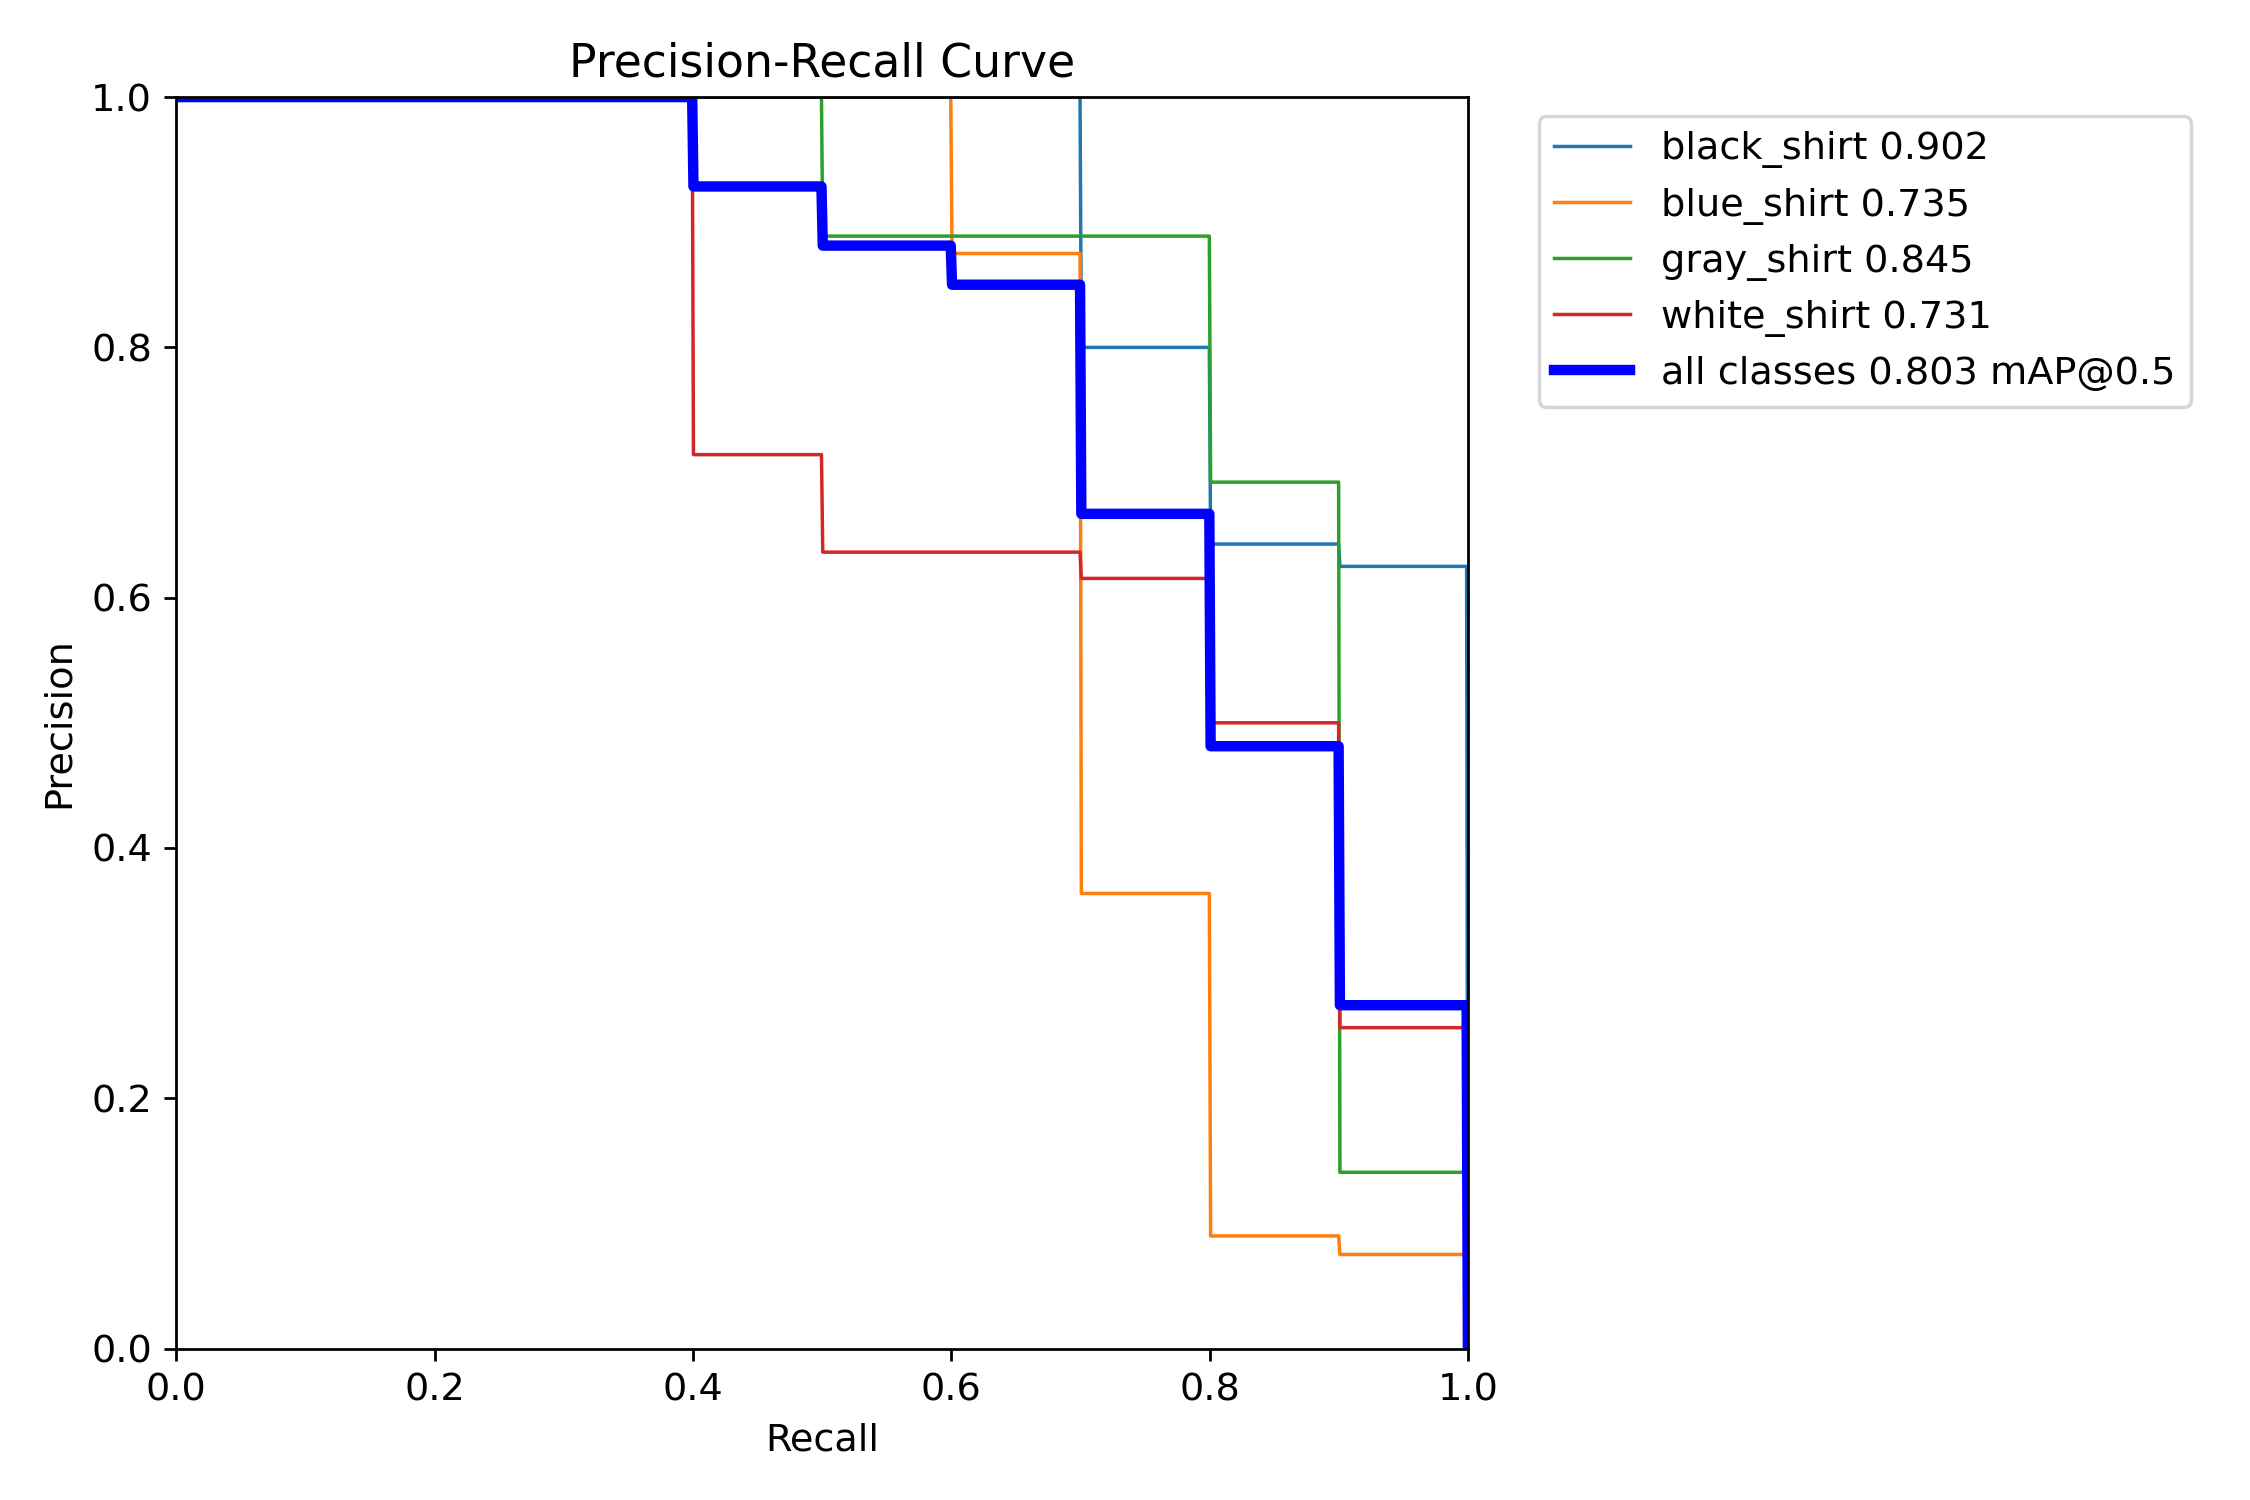 Precision-Recall Curve
1.0
0.8
0.6
0.4
0.2
0.0
Precision
0.0 0.2 0.4 0.6 0.8 1.0
Recall
black_shirt 0.902
blue_shirt 0.735
gray_shirt 0.845
white_shirt 0.731
all classes 0.803 mAP@0.5